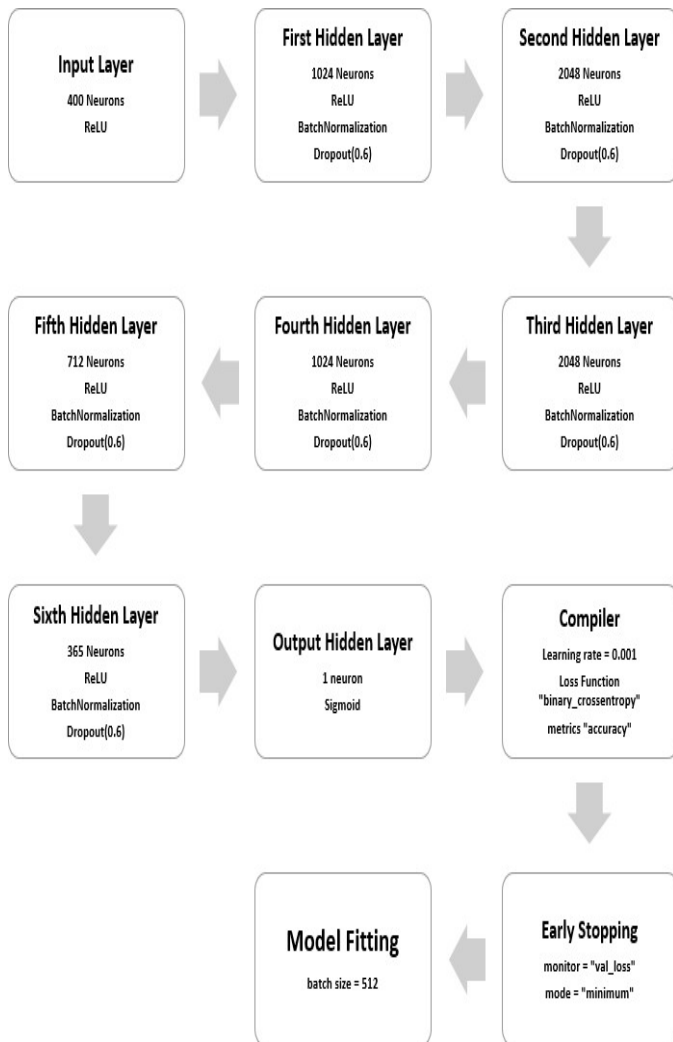 Input Layer
400 Neurons
ReLU
First Hidden Layer
1024 Neurons
ReLU
BatchNormalization
Dropout(0.6)
Second Hidden Layer
2048 Neurons
ReLU
BatchNormalization
Dropout(0.6)
Third Hidden Layer
2048 Neurons
ReLU
BatchNormalization
Dropout(0.6)
Fourth Hidden Layer
1024 Neurons
ReLU
BatchNormalization
Dropout(0.6)
Fifth Hidden Layer
712 Neurons
ReLU
BatchNormalization
Dropout(0.6)
Sixth Hidden Layer
365 Neurons
ReLU
BatchNormalization
Dropout(0.6)
Output Hidden Layer
1 neuron
Sigmoid
Compiler
Learning rate = 0.001
Loss Function
"binary_crossentropy"
metrics "accuracy"
Early Stopping
monitor = "val_loss"
mode = "minimum"
Model Fitting
batch size = 512